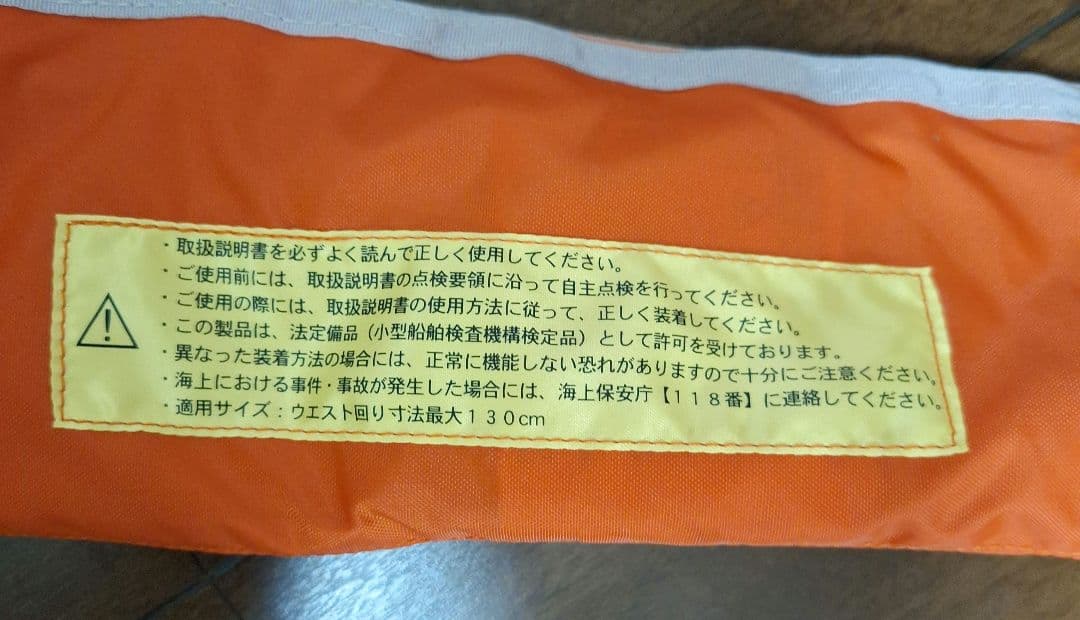 ・取扱説明書を必ずよく読んで正しく使用してください。
・ご使用前には、取扱説明書の点検要領に沿って自主点検を行ってください。
・ご使用の際には、取扱説明書の使用方法に従って、正しく装着してください。
・この製品は、法定備品（小型船舶検査機構検定品）として許可を受けております。
・異なった装着方法の場合には、正常に機能しない恐れがありますので十分にご注意ください。
・海上における事件・事故が発生した場合には、海上保安庁【１１８番】に連絡してください。
・適用サイズ：ウエスト回り寸法最大１３０cm